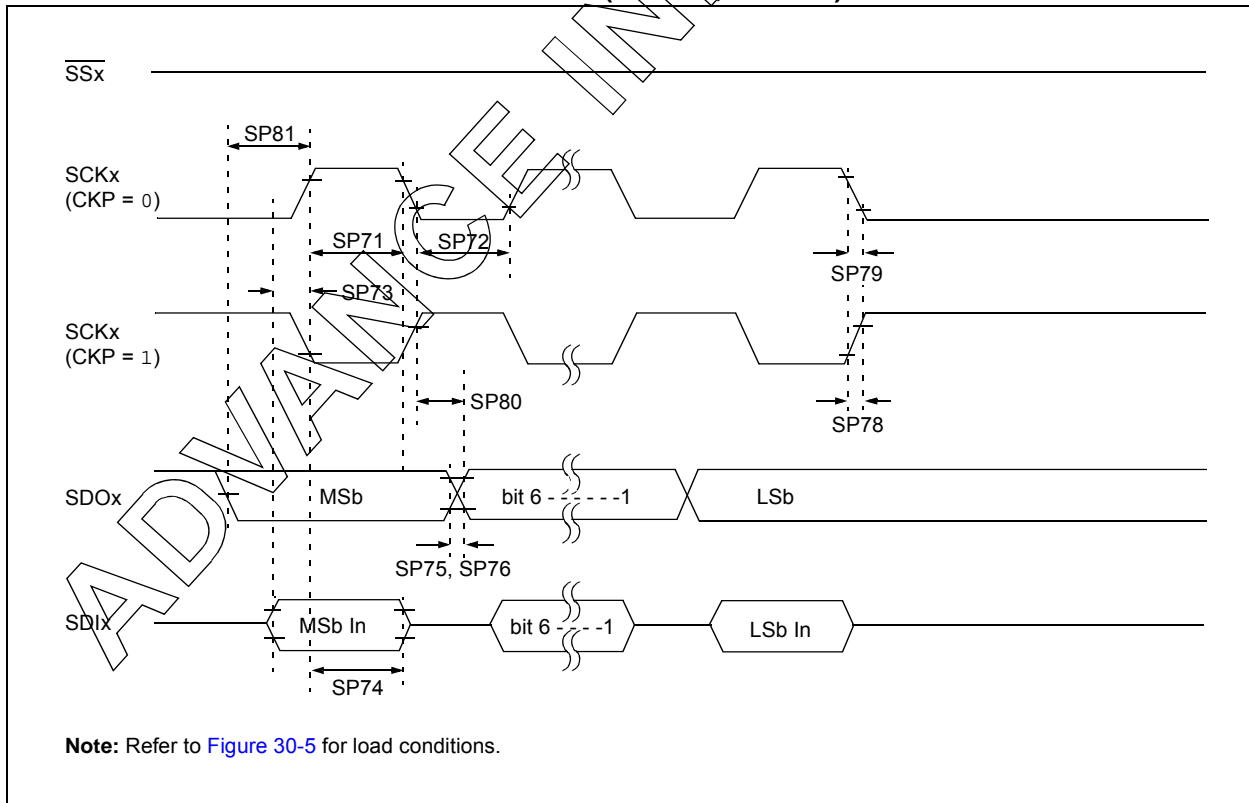 SSx
SP81
SCKx
(CKP = 0)
SP71
SP72
SP79
SP73
SCKx
(CKP = 1)
SP80
SP78
SDOx
MSb
bit 6 - - - - - -1
LSb
SP75, SP76
SDIx
MSb In
bit 6 - - - -1
LSb In
SP74
Note: Refer to Figure 30-5 for load conditions.
ADVANCE IN